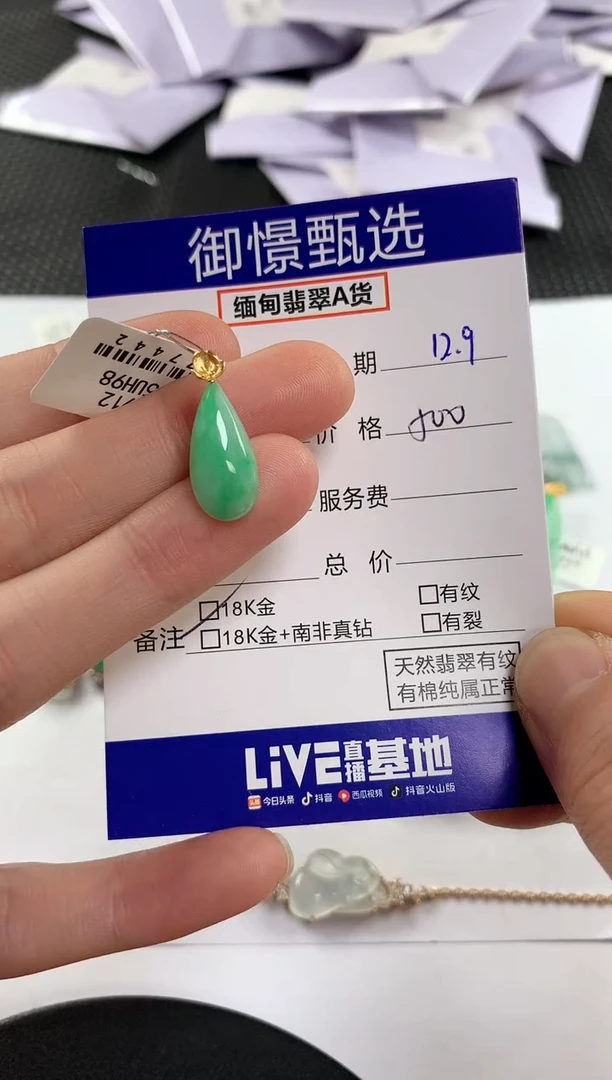 御憬甄选
缅甸翡翠A货
期 12.9
价 格 800
服务费
总 价
备注 □18K金 □有纹
□18K金+南非真钻 □有裂
天然翡翠有纹
有棉纯属正常
LiVE直播基地
今日头条 抖音 西瓜视频 抖音火山版
7442
SUH98